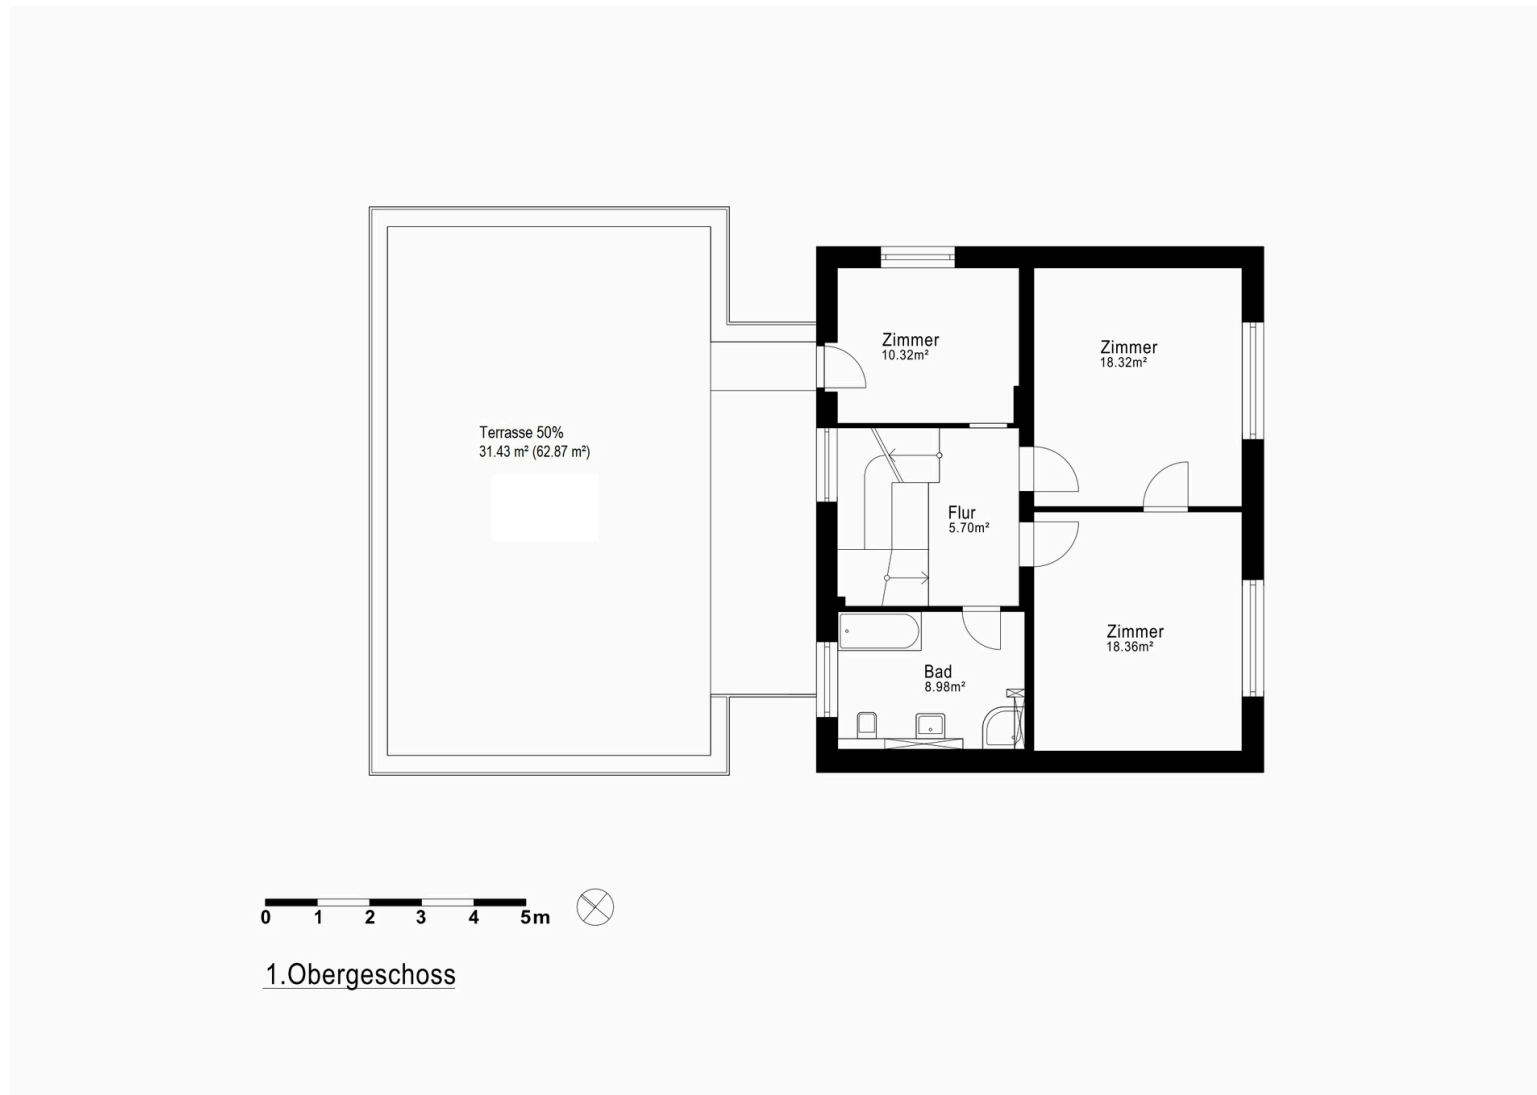 Zimmer
10.32m²
Zimmer
18.32m²
Terrasse 50%
31.43 m² (62.87 m²)
Flur
5.70m²
Zimmer
18.36m²
Bad
8.98m²
0 1 2 3 4 5m
1.Obergeschoss